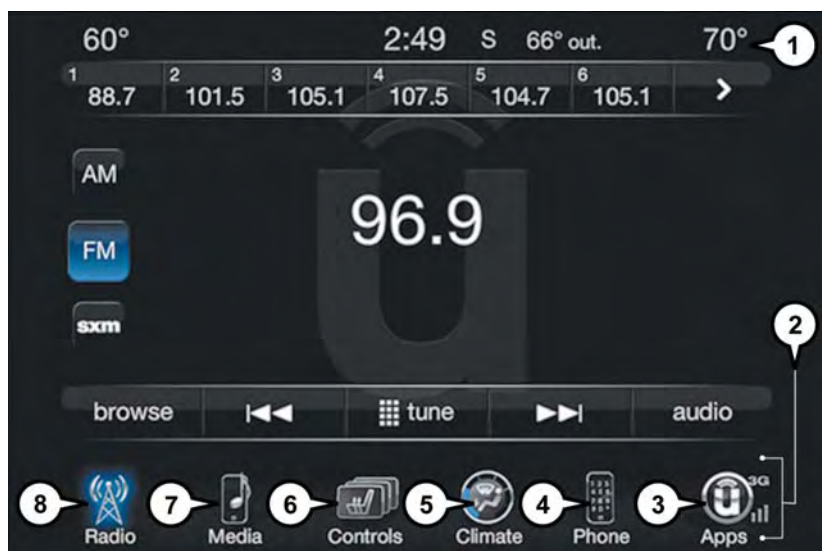 60° 2:49 S 66° out. 70° 1
1 2 3 4 5 6
88.7 101.5 105.1 107.5 104.7 105.1
AM
96.9
FM
sxm
2
browse tune audio
3G
8 7 6 5 4 3
Radio Media Controls Climate Phone Apps